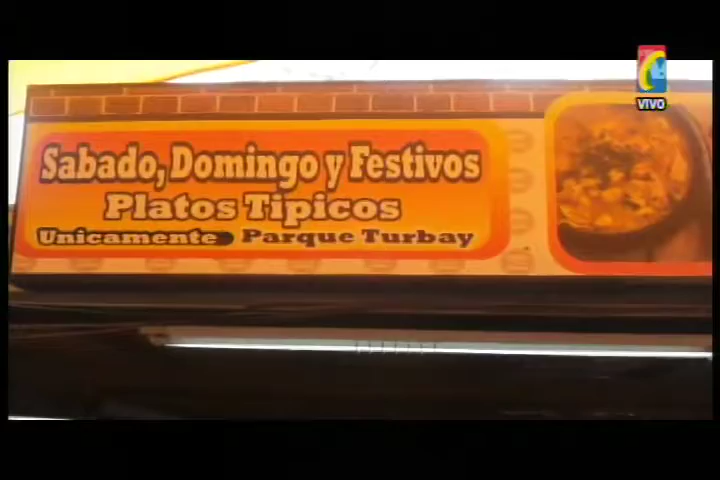 VIVO
Sabado, Domingo y Festivos
Platos Tipicos
Unicamente Parque Turbay